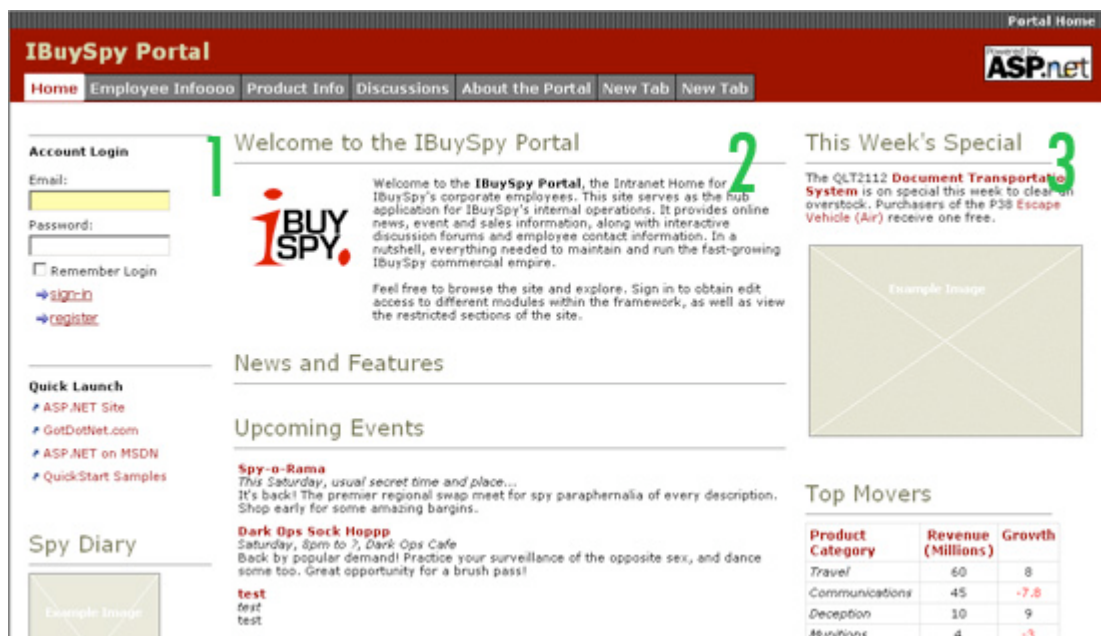 Portal Home
IBuySpy Portal
Powered by
ASP.net
Home Employee Infoooo Product Info Discussions About the Portal New Tab New Tab
1
Account Login
Email:
Password:
Remember Login
sign-in
register
Quick Launch
ASP.NET Site
GotDotNet.com
ASP.NET on MSDN
QuickStart Samples
Spy Diary
Example Image
2
Welcome to the IBuySpy Portal
iBUY
SPY.
Welcome to the IBuySpy Portal, the Intranet Home for
IBuySpy's corporate employees. This site serves as the hub
application for IBuySpy's internal operations. It provides online
news, event and sales information, along with interactive
discussion forums and employee contact information. In a
nutshell, everything needed to maintain and run the fast-growing
IBuySpy commercial empire.
Feel free to browse the site and explore. Sign in to obtain edit
access to different modules within the framework, as well as view
the restricted sections of the site.
News and Features
Upcoming Events
Spy-o-Rama
This Saturday, usual secret time and place...
It's back! The premier regional swap meet for spy paraphernalia of every description.
Shop early for some amazing bargins.
Dark Ops Sock Hoppp
Saturday, 8pm to ?, Dark Ops Cafe
Back by popular demand! Practice your surveillance of the opposite sex, and dance
some too. Great opportunity for a brush pass!
test
test
test
3
This Week's Special
The QLT2112 Document Transportation
System is on special this week to clear an
overstock. Purchasers of the P38 Escape
Vehicle (Air) receive one free.
Example Image
Top Movers
Product Category Revenue (Millions) Growth
Travel 60 8
Communications 45 -7.8
Deception 10 9
Munitions 4 -3